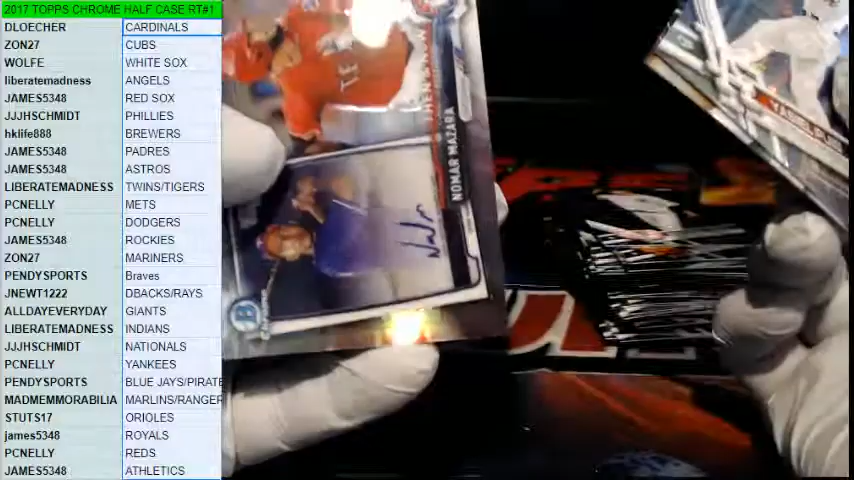 2017 TOPPS CHROME HALF CASE RT#1
DLOECHER CARDINALS
ZON27 CUBS
WOLFE WHITE SOX
liberatemadness ANGELS
JAMES5348 RED SOX
JJJHSCHMIDT PHILLIES
hklife888 BREWERS
JAMES5348 PADRES
JAMES5348 ASTROS
LIBERATEMADNESS TWINS/TIGERS
PCNELLY METS
PCNELLY DODGERS
JAMES5348 ROCKIES
ZON27 MARINERS
PENDYSPORTS Braves
JNEWT1222 DBACKS/RAYS
ALLDAYEVERYDAY GIANTS
LIBERATEMADNESS INDIANS
JJJHSCHMIDT NATIONALS
PCNELLY YANKEES
PENDYSPORTS BLUE JAYS/PIRATE
MADMEMMORABILIA MARLINS/RANGER
STUTS17 ORIOLES
james5348 ROYALS
PCNELLY REDS
JAMES5348 ATHLETICS
NOMAR MAZARA